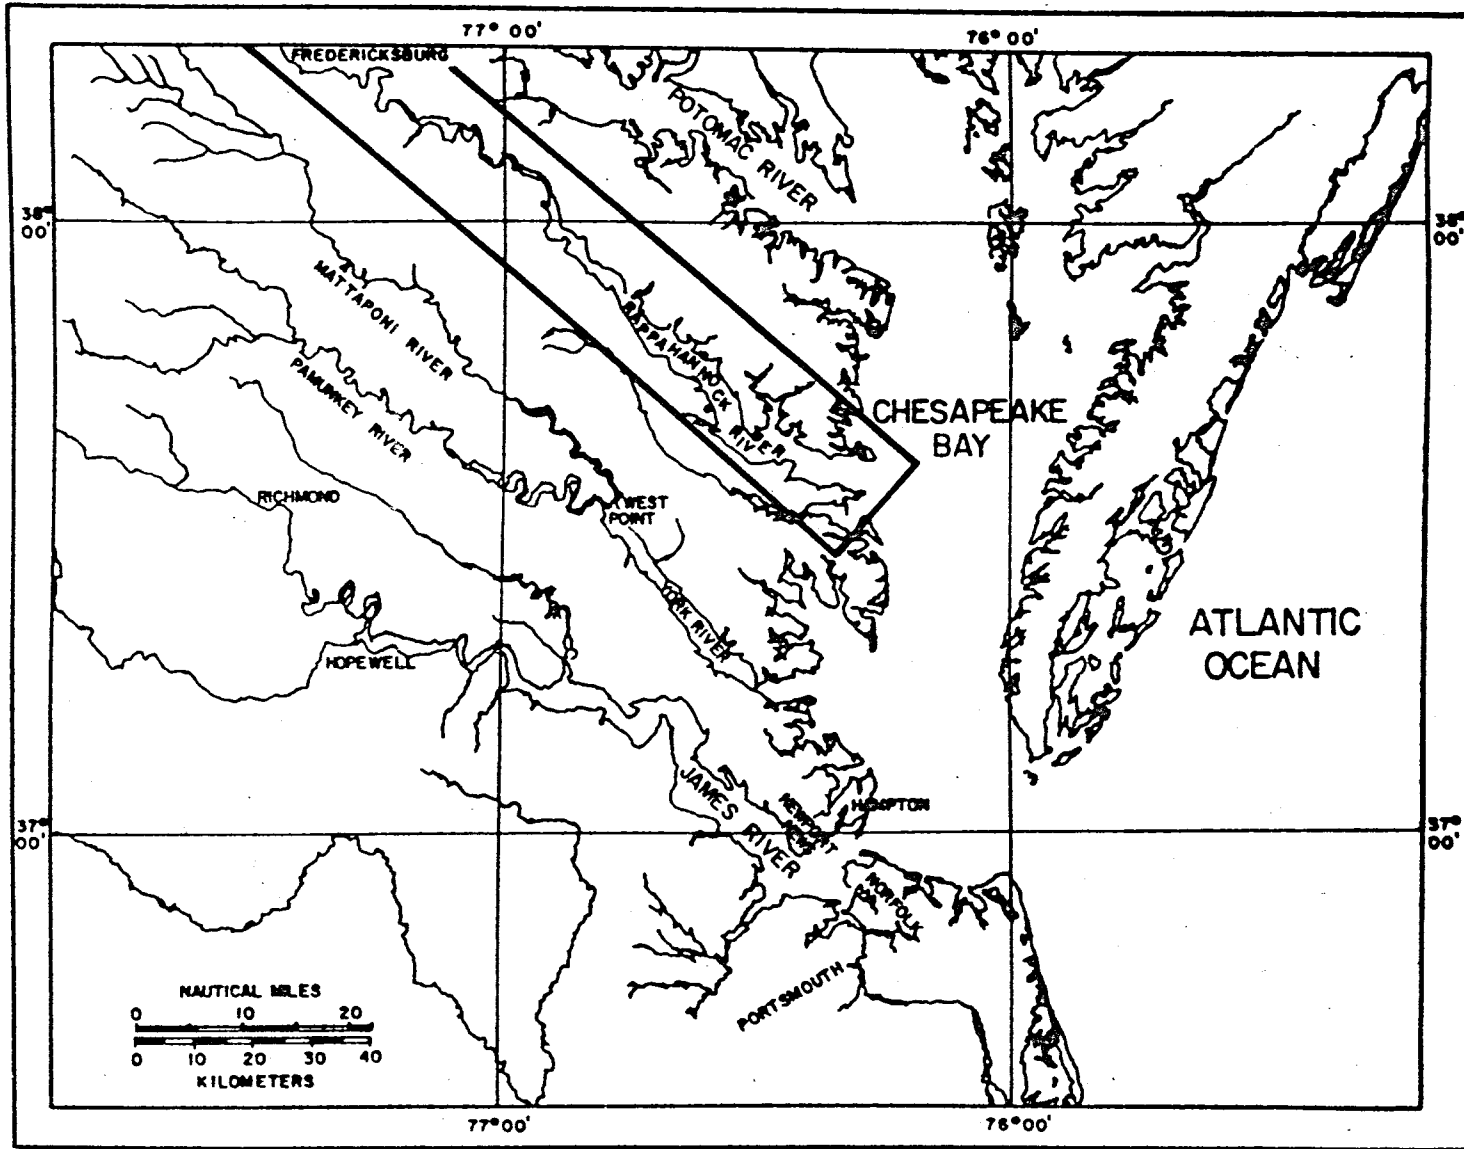 77° 00'
76° 00'
FREDERICKSBURG
POTOMAC RIVER
38°
00'
38°
00'
MATTAPONI RIVER
RAPPAHANNOCK RIVER
PAMUNKEY RIVER
CHESAPEAKE
BAY
RICHMOND
WEST
POINT
YORK RIVER
ATLANTIC
OCEAN
HOPEWELL
JAMES RIVER
NEWPORT
NEWS
HAMPTON
37°
00'
37°
00'
NORFOLK
PORTSMOUTH
NAUTICAL MILES
0 10 20
0 10 20 30 40
KILOMETERS
77° 00'
76° 00'